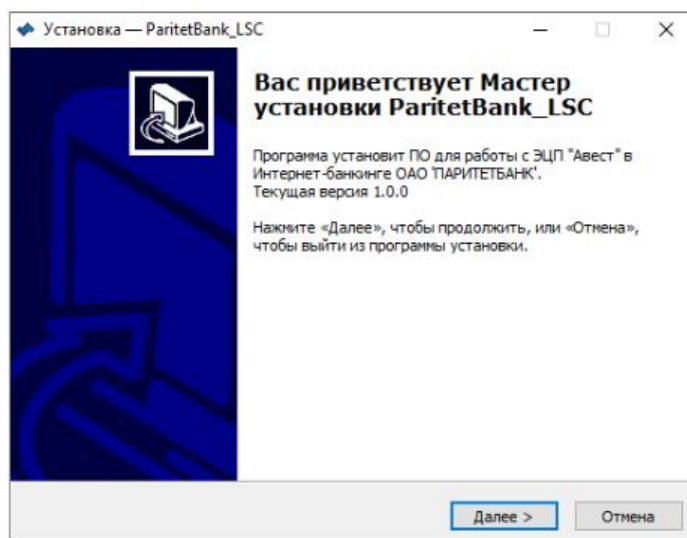 Установка — ParitetBank_LSC
Вас приветствует Мастер
установки ParitetBank_LSC
Программа установит ПО для работы с ЭЦП "Авест" в
Интернет-банкинге ОАО 'ПАРИТЕТБАНК'.
Текущая версия 1.0.0
Нажмите «Далее», чтобы продолжить, или «Отмена»,
чтобы выйти из программы установки.
Далее >
Отмена